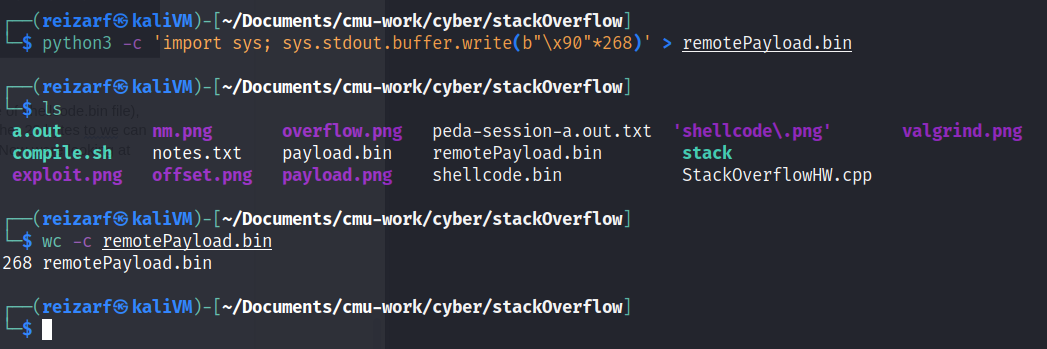 ┌──(reizarf㉿kaliVM)-[~/Documents/cmu-work/cyber/stackOverflow]
└─$ python3 -c 'import sys; sys.stdout.buffer.write(b"\x90"*268)' > remotePayload.bin
┌──(reizarf㉿kaliVM)-[~/Documents/cmu-work/cyber/stackOverflow]
└─$ ls
a.out nm.png overflow.png peda-session-a.out.txt 'shellcode\.png' valgrind.png
compile.sh notes.txt payload.bin remotePayload.bin stack
exploit.png offset.png payload.png shellcode.bin StackOverflowHW.cpp
┌──(reizarf㉿kaliVM)-[~/Documents/cmu-work/cyber/stackOverflow]
└─$ wc -c remotePayload.bin
268 remotePayload.bin
┌──(reizarf㉿kaliVM)-[~/Documents/cmu-work/cyber/stackOverflow]
└─$